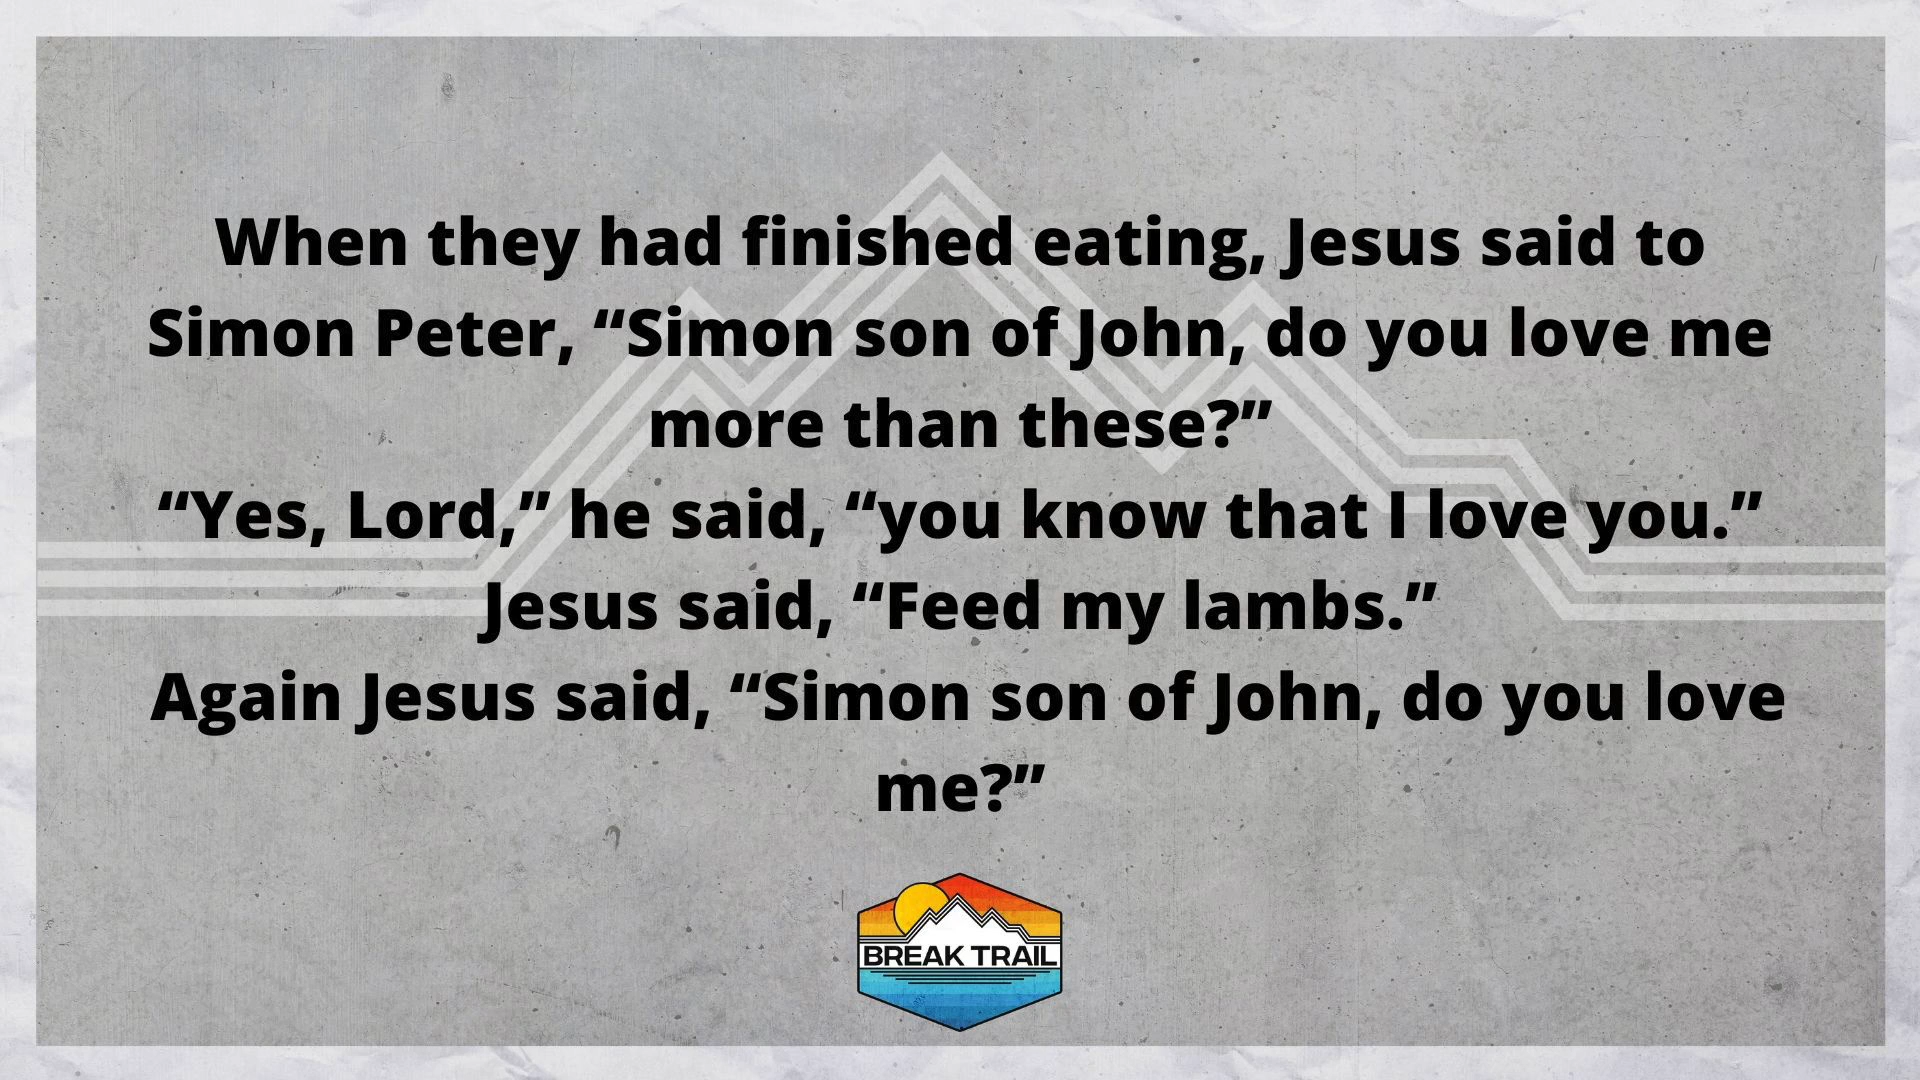 When they had finished eating, Jesus said to
Simon Peter, “Simon son of John, do you love me
more than these?”
“Yes, Lord,” he said, “you know that I love you.”
Jesus said, “Feed my lambs.”
Again Jesus said, “Simon son of John, do you love
me?”
BREAK TRAIL